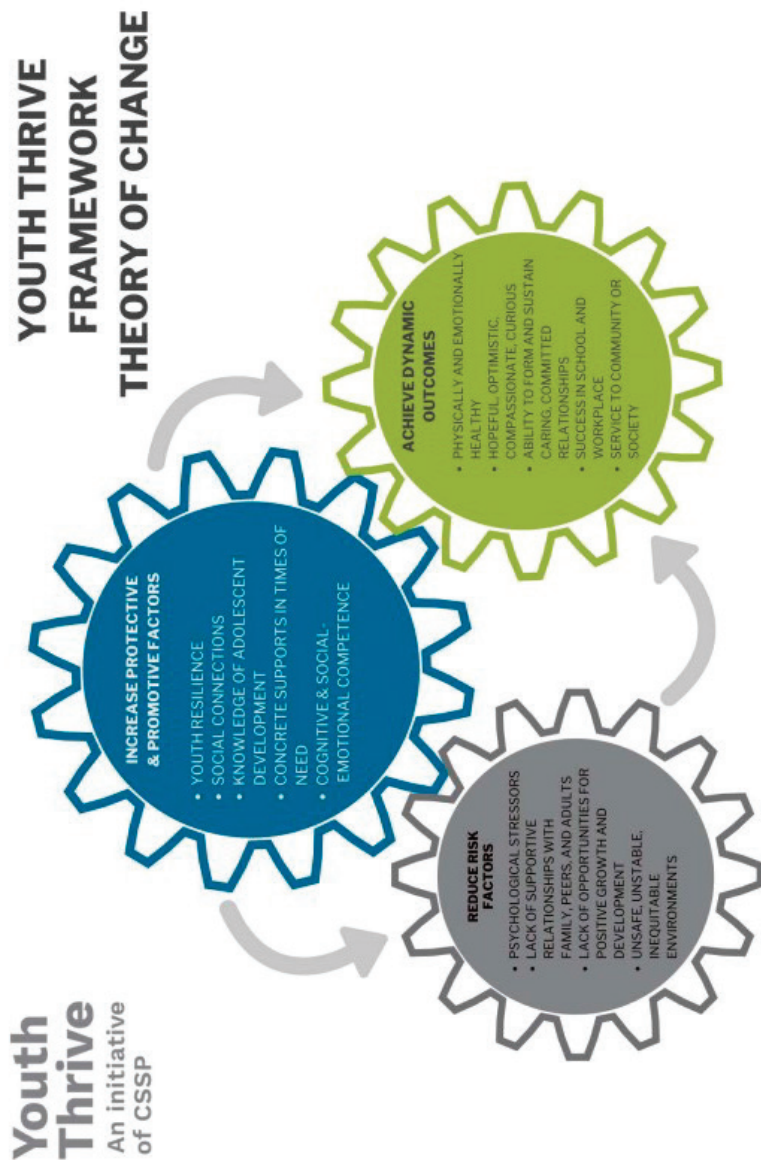 Youth
Thrive
An initiative
of CSSP
YOUTH THRIVE
FRAMEWORK
THEORY OF CHANGE
INCREASE PROTECTIVE
& PROMOTIVE FACTORS
• YOUTH RESILIENCE
• SOCIAL CONNECTIONS
• KNOWLEDGE OF ADOLESCENT
DEVELOPMENT
• CONCRETE SUPPORTS IN TIMES OF
NEED
• COGNITIVE & SOCIAL-
EMOTIONAL COMPETENCE
REDUCE RISK
FACTORS
• PSYCHOLOGICAL STRESSORS
• LACK OF SUPPORTIVE
RELATIONSHIPS WITH
FAMILY, PEERS, AND ADULTS
• LACK OF OPPORTUNITIES FOR
POSITIVE GROWTH AND
DEVELOPMENT
• UNSAFE, UNSTABLE,
INEQUITABLE
ENVIRONMENTS
ACHIEVE DYNAMIC
OUTCOMES
• PHYSICALLY AND EMOTIONALLY
HEALTHY
• HOPEFUL, OPTIMISTIC,
COMPASSIONATE, CURIOUS
• ABILITY TO FORM AND SUSTAIN
CARING, COMMITTED
RELATIONSHIPS
• SUCCESS IN SCHOOL AND
WORKPLACE
• SERVICE TO COMMUNITY OR
SOCIETY